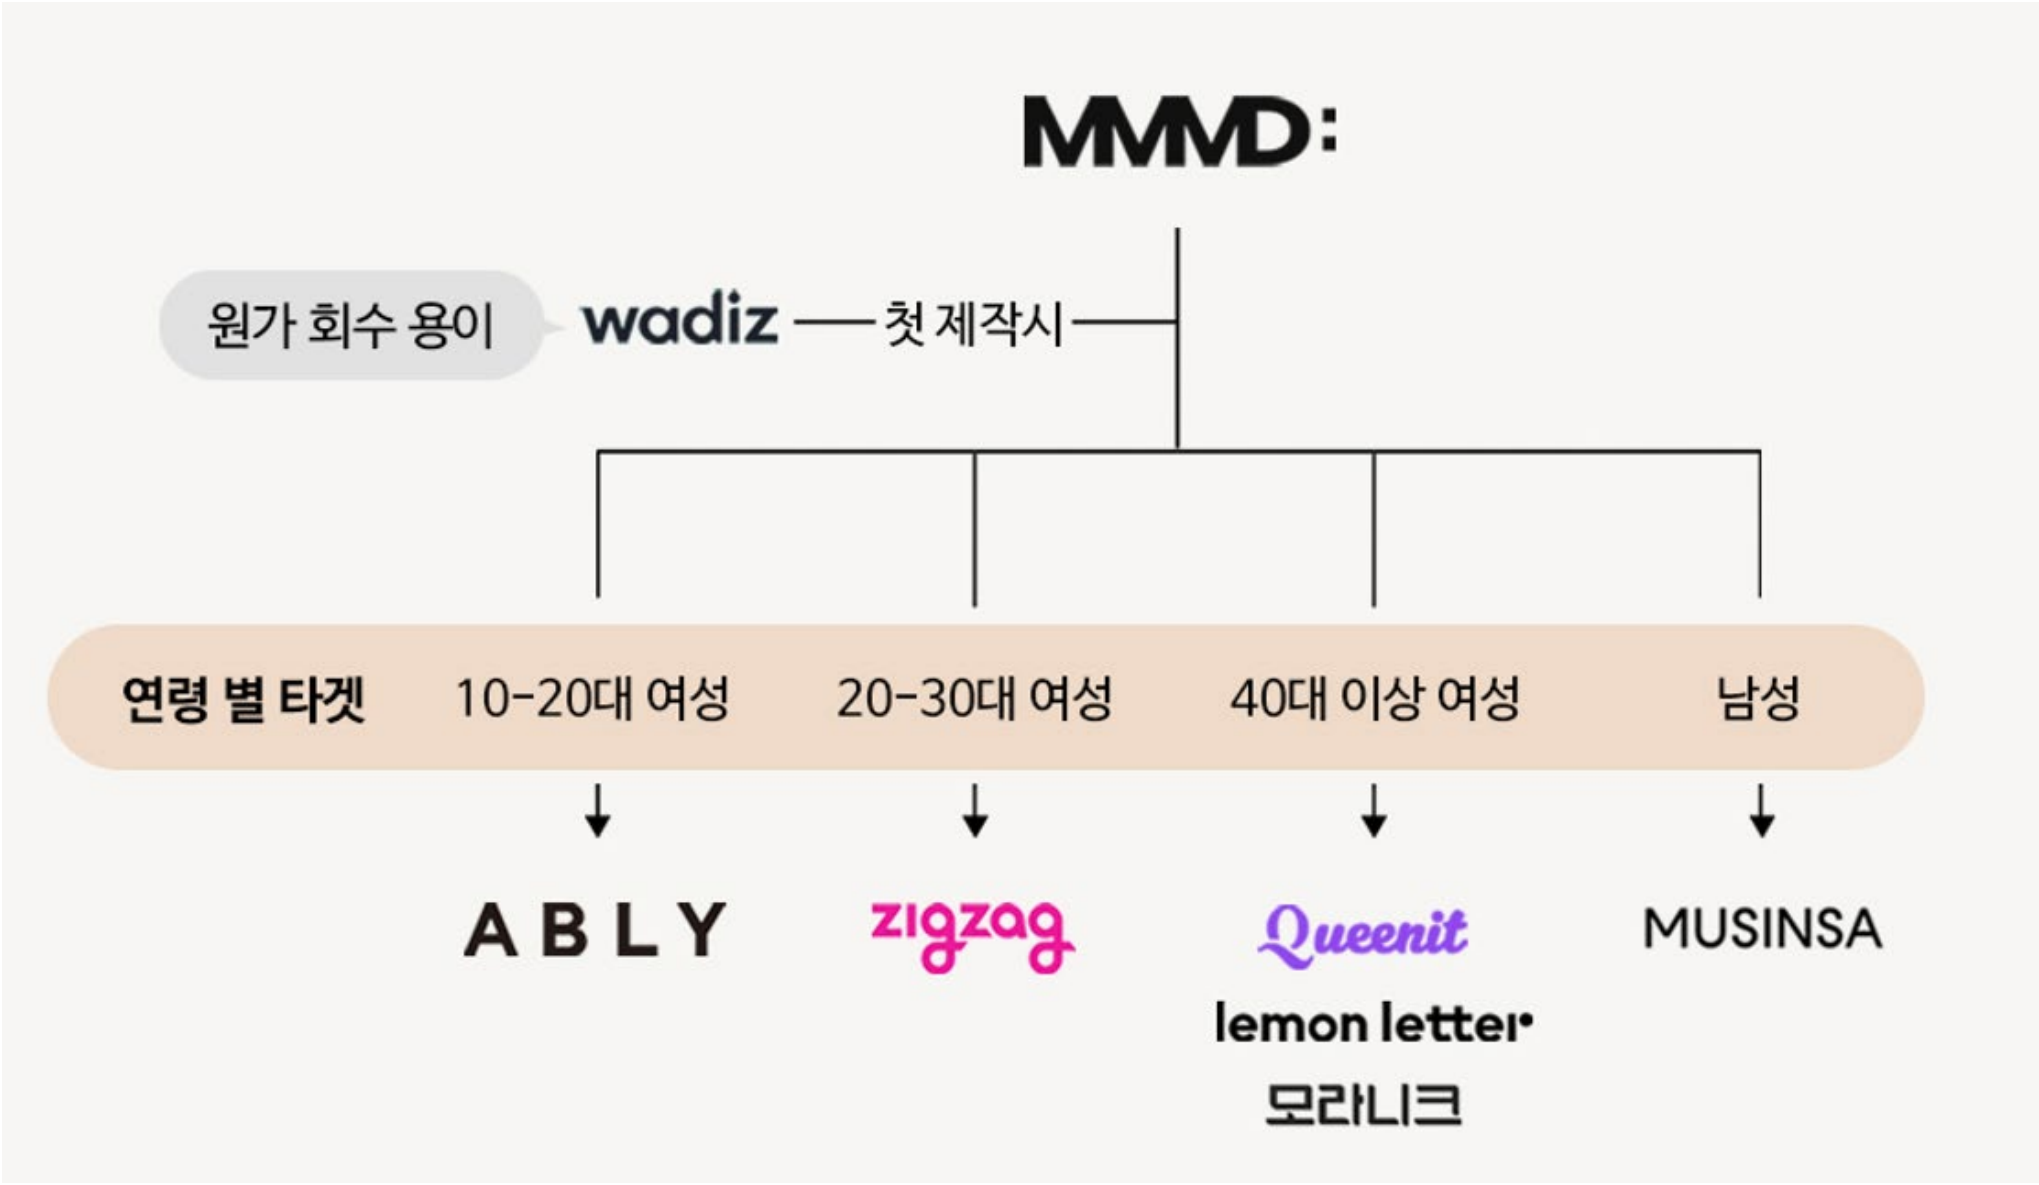 MMMD:
원가 회수 용이 wadiz 첫 제작시
연령 별 타겟 10-20대 여성 20-30대 여성 40대 이상 여성 남성
ABLY zigzag Queenit MUSINSA
lemon letter
모라니크